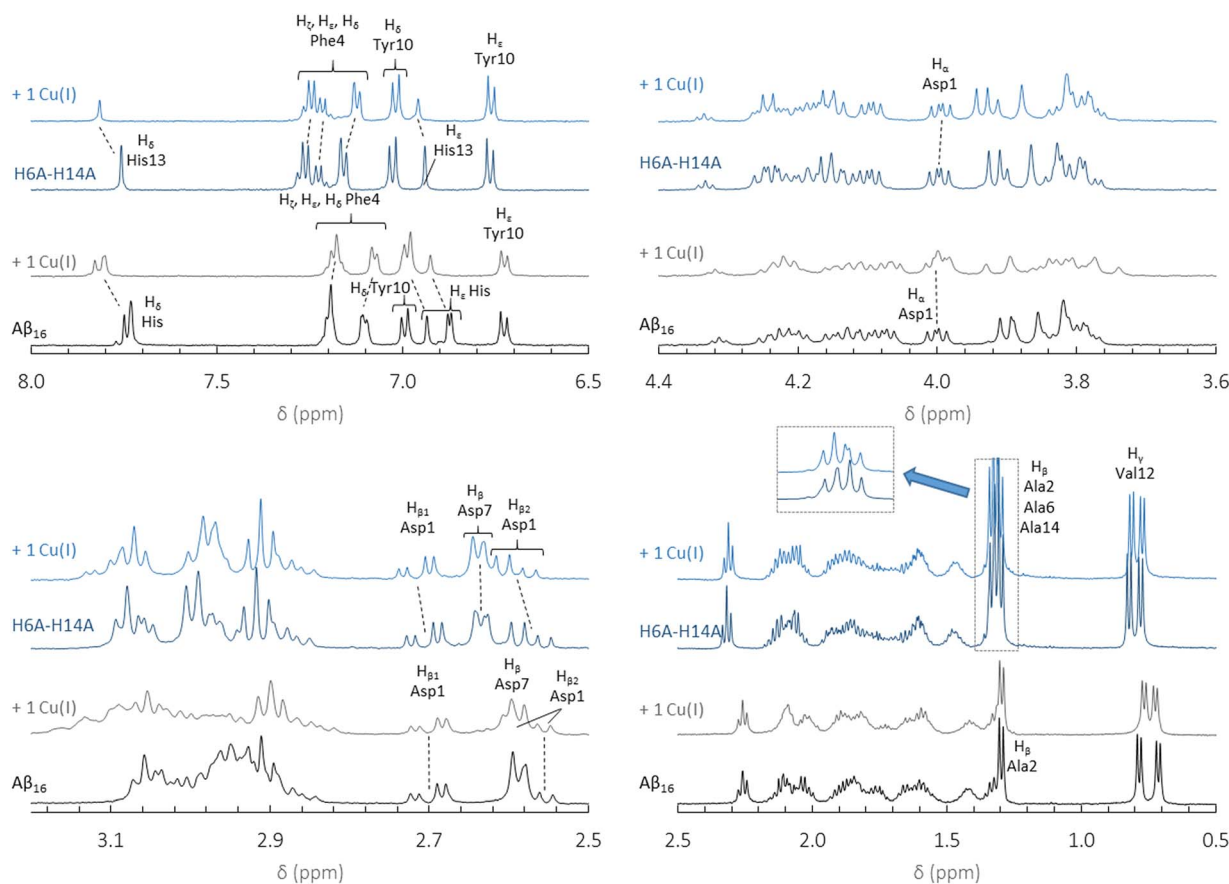 Hζ, Hε, Hδ
Phe4
Hδ
Tyr10
Hε
Tyr10
+ 1 Cu(I)
Hδ
His13
Hε
His13
H6A-H14A
Hζ, Hε, Hδ Phe4
Hε
Tyr10
+ 1 Cu(I)
Hδ
His
Hδ Tyr10
Hε His
Aβ16
8.0 7.5 7.0 6.5
δ (ppm)
Hα
Asp1
+ 1 Cu(I)
H6A-H14A
+ 1 Cu(I)
Hα
Asp1
Aβ16
4.4 4.2 4.0 3.8 3.6
δ (ppm)
Hβ1
Asp1
Hβ
Asp7
Hβ2
Asp1
+ 1 Cu(I)
H6A-H14A
Hβ1
Asp1
Hβ
Asp7
Hβ2
Asp1
+ 1 Cu(I)
Aβ16
3.1 2.9 2.7 2.5
δ (ppm)
Hβ
Ala2
Ala6
Ala14
Hγ
Val12
+ 1 Cu(I)
H6A-H14A
+ 1 Cu(I)
Hβ
Ala2
Aβ16
2.5 2.0 1.5 1.0 0.5
δ (ppm)